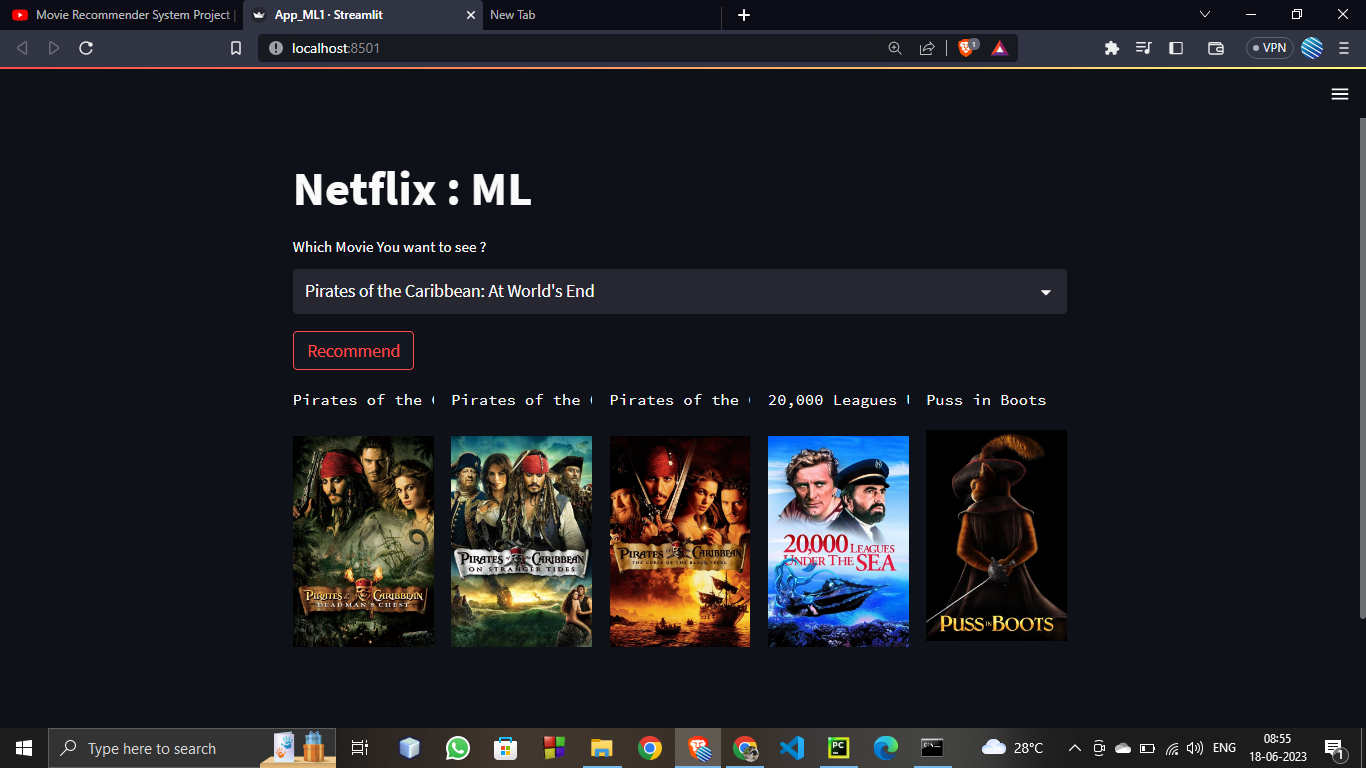 Movie Recommender System Project |
App_ML1 · Streamlit
New Tab
localhost:8501
1
VPN
Netflix : ML
Which Movie You want to see ?
Pirates of the Caribbean: At World's End
Recommend
Pirates of the Pirates of the Pirates of the 20,000 Leagues Puss in Boots
PIRATES of the CARIBBEAN
DEAD MAN'S CHEST
PIRATES of the CARIBBEAN
ON STRANGER TIDES
PIRATES of the CARIBBEAN
THE CURSE OF THE BLACK PEARL
20,000 LEAGUES
UNDER THE SEA
PUSS IN BOOTS
Type here to search
PC
28°C
ENG
08:55
18-06-2023
1